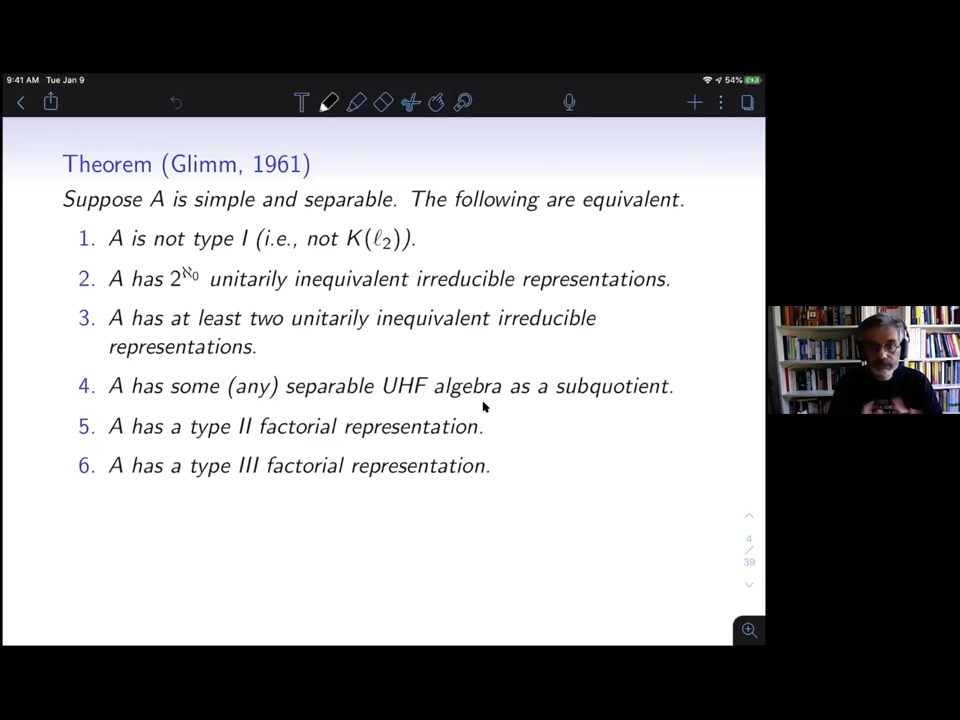 9:41 AM Tue Jan 9
54%
Theorem (Glimm, 1961)
Suppose A is simple and separable. The following are equivalent.
1. A is not type I (i.e., not K(ℓ₂)).
2. A has 2^ℵ₀ unitarily inequivalent irreducible representations.
3. A has at least two unitarily inequivalent irreducible
representations.
4. A has some (any) separable UHF algebra as a subquotient.
5. A has a type II factorial representation.
6. A has a type III factorial representation.
4
/
39